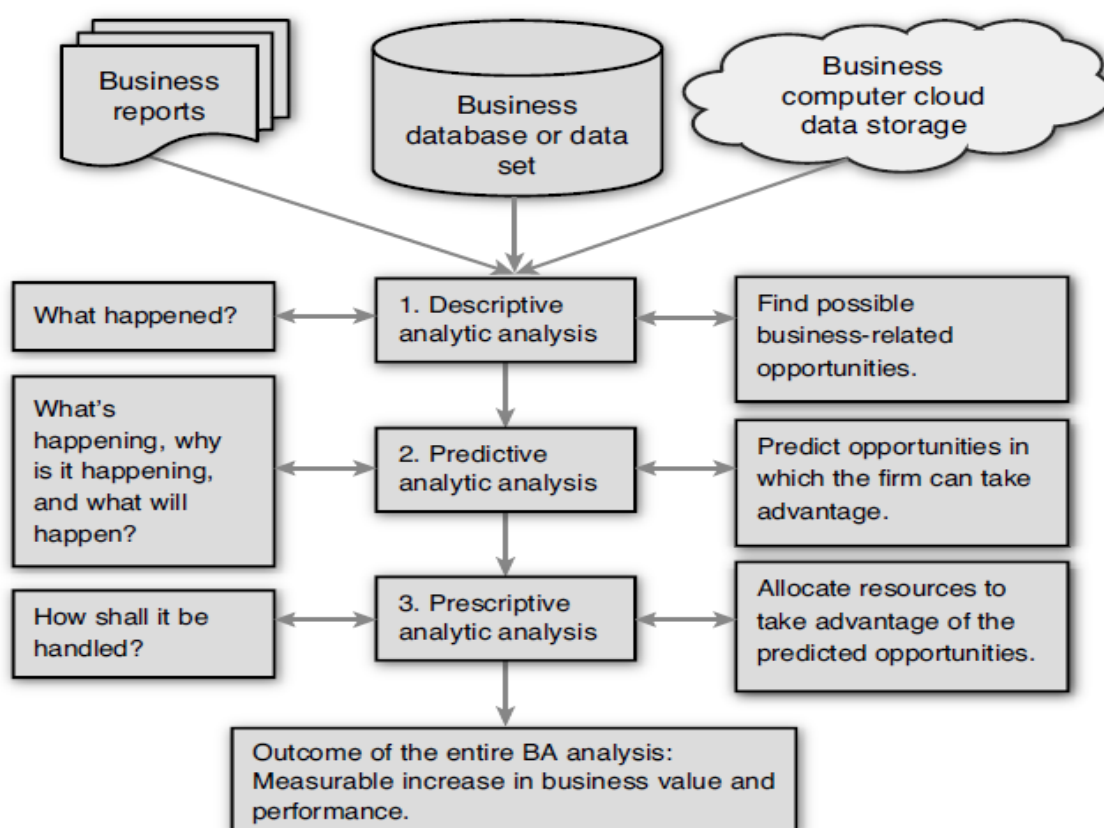 Business
reports
Business
database or data
set
Business
computer cloud
data storage
What happened?
1. Descriptive
analytic analysis
Find possible
business-related
opportunities.
What’s
happening, why
is it happening,
and what will
happen?
2. Predictive
analytic analysis
Predict opportunities in
which the firm can take
advantage.
How shall it be
handled?
3. Prescriptive
analytic analysis
Allocate resources to
take advantage of the
predicted opportunities.
Outcome of the entire BA analysis:
Measurable increase in business value and
performance.